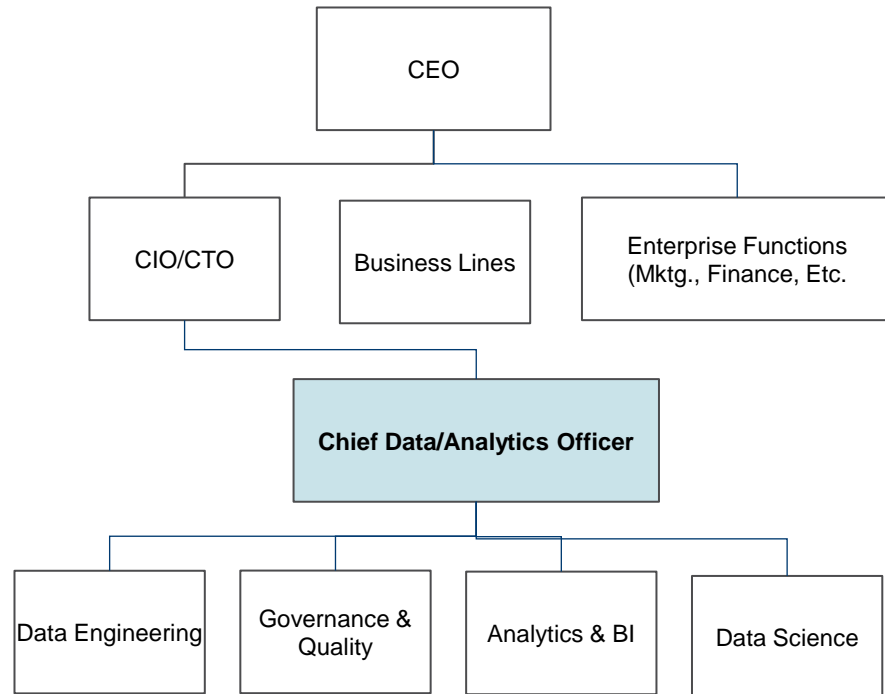 CEO
CIO/CTO
Business Lines
Enterprise Functions
(Mktg., Finance, Etc.
Chief Data/Analytics Officer
Data Engineering
Governance &
Quality
Analytics & BI
Data Science